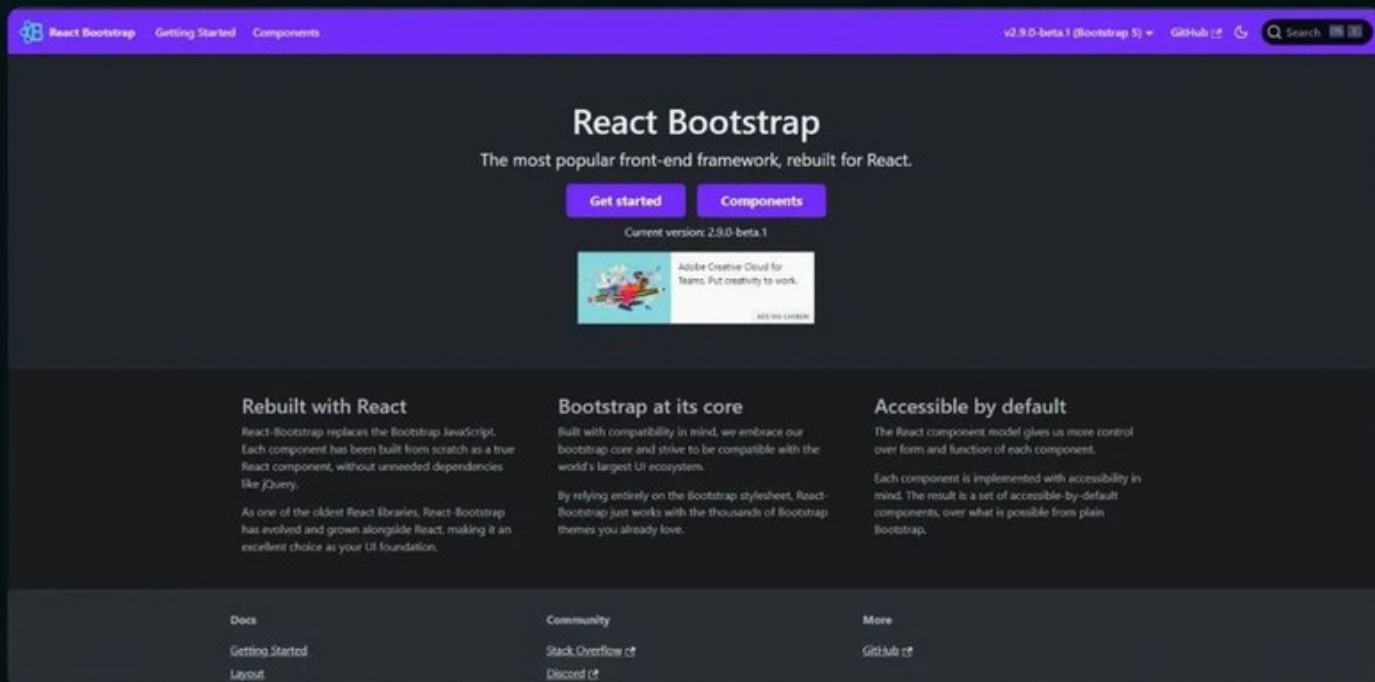 React Bootstrap Getting Started Components v2.9.0-beta.1 (Bootstrap 5) GitHub Search
React Bootstrap
The most popular front-end framework, rebuilt for React.
Get started Components
Current version: 2.9.0-beta.1
Adobe Creative Cloud for
Teams. Put creativity to work.
ADS VIA CARBON
Rebuilt with React
React-Bootstrap replaces the Bootstrap JavaScript.
Each component has been built from scratch as a true
React component, without unneeded dependencies
like jQuery.
As one of the oldest React libraries, React-Bootstrap
has evolved and grown alongside React, making it an
excellent choice as your UI foundation.
Bootstrap at its core
Built with compatibility in mind, we embrace our
bootstrap core and strive to be compatible with the
world's largest UI ecosystem.
By relying entirely on the Bootstrap stylesheet, React-
Bootstrap just works with the thousands of Bootstrap
themes you already love.
Accessible by default
The React component model gives us more control
over form and function of each component.
Each component is implemented with accessibility in
mind. The result is a set of accessible-by-default
components, over what is possible from plain
Bootstrap.
Docs
Getting Started
Layout
Community
Stack Overflow
Discord
More
GitHub